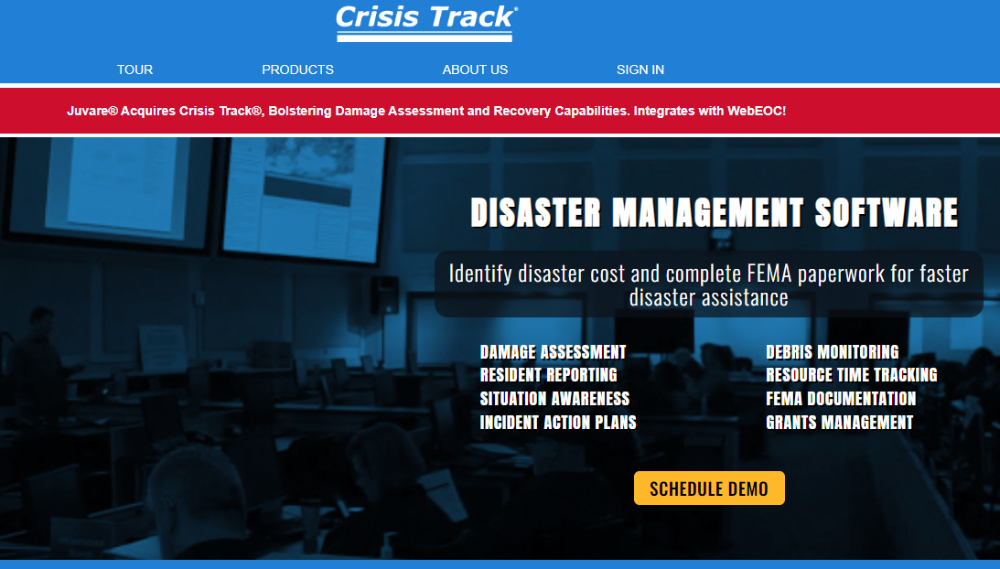 Crisis Track®
TOUR PRODUCTS ABOUT US SIGN IN
Juvare® Acquires Crisis Track®, Bolstering Damage Assessment and Recovery Capabilities. Integrates with WebEOC!
DISASTER MANAGEMENT SOFTWARE
Identify disaster cost and complete FEMA paperwork for faster
disaster assistance
DAMAGE ASSESSMENT
RESIDENT REPORTING
SITUATION AWARENESS
INCIDENT ACTION PLANS
DEBRIS MONITORING
RESOURCE TIME TRACKING
FEMA DOCUMENTATION
GRANTS MANAGEMENT
SCHEDULE DEMO